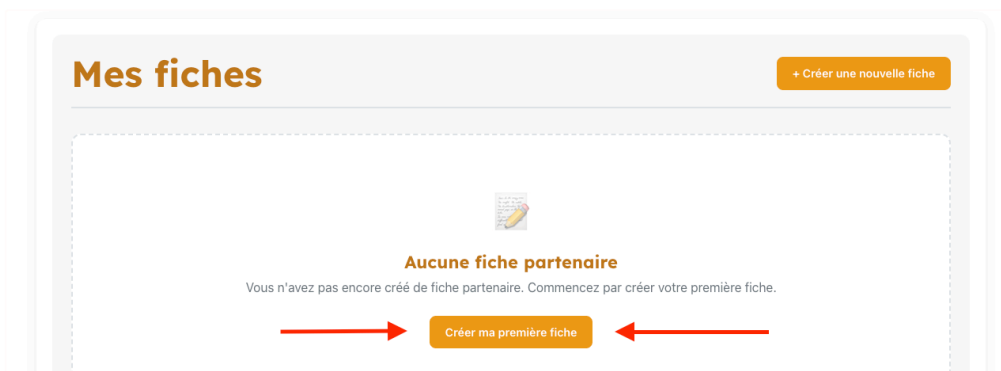 Mes fiches
+ Créer une nouvelle fiche
Aucune fiche partenaire
Vous n'avez pas encore créé de fiche partenaire. Commencez par créer votre première fiche.
Créer ma première fiche